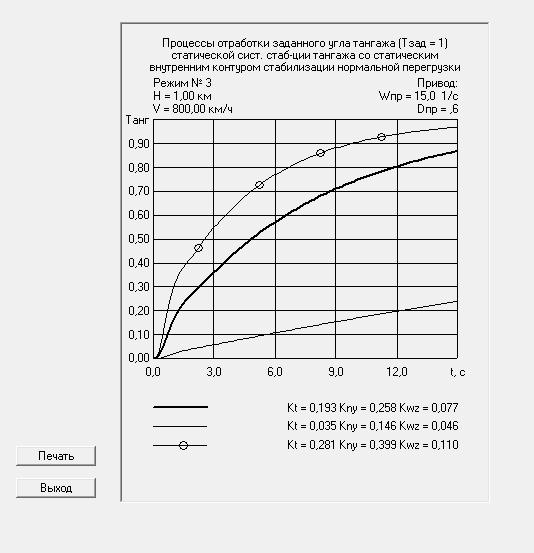 Процессы отработки заданного угла тангажа (Тзад = 1)
статической сист. стаб-ции тангажа со статическим
внутренним контуром стабилизации нормальной перегрузки
Режим № 3 Привод:
H = 1,00 км Wпр = 15,0 1/с
V = 800,00 км/ч Dпр = ,6
Танг
0,90
0,80
0,70
0,60
0,50
0,40
0,30
0,20
0,10
0,00
0,0 3,0 6,0 9,0 12,0 t, c
Kt = 0,193 Kny = 0,258 Kwz = 0,077
Kt = 0,035 Kny = 0,146 Kwz = 0,046
Kt = 0,281 Kny = 0,399 Kwz = 0,110
Печать
Выход